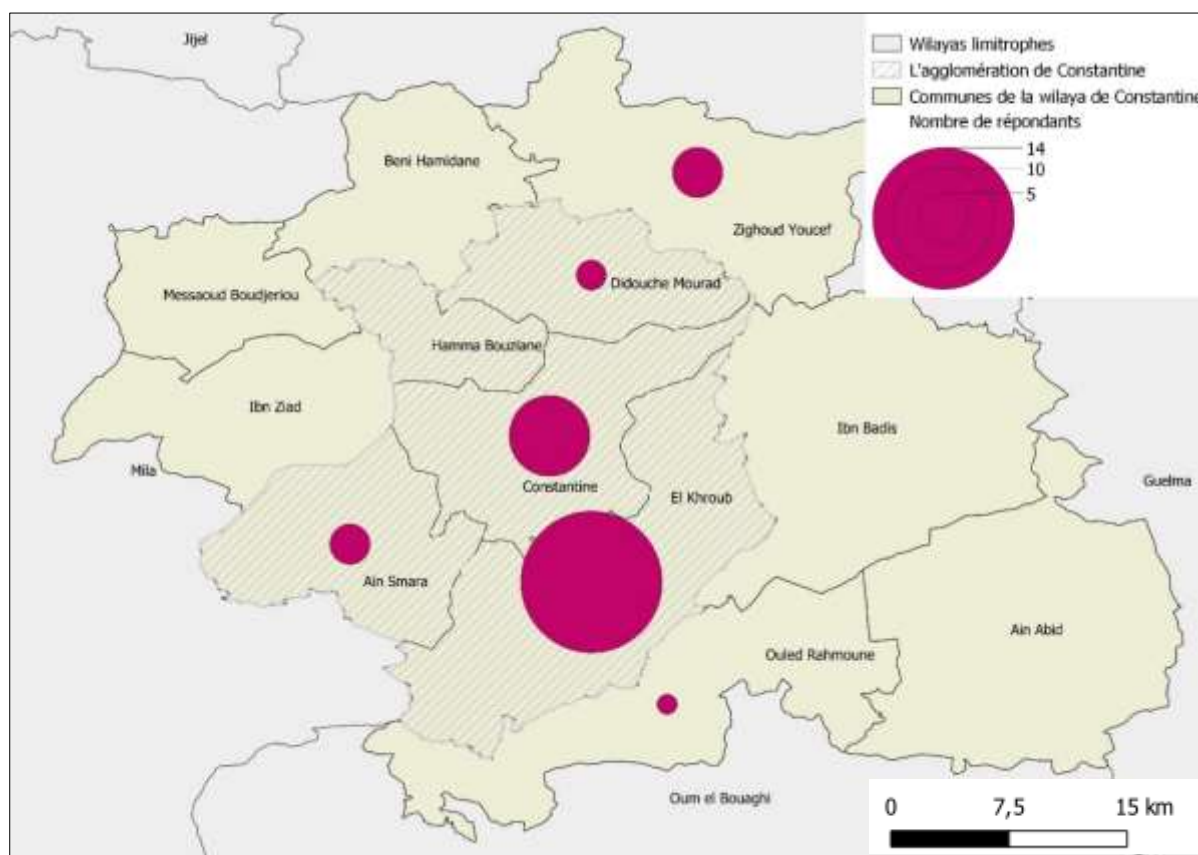 Jijel
Wilayas limitrophes
L'agglomération de Constantine
Communes de la wilaya de Constantine
Nombre de répondants
14
10
5
Beni Hamidane
Zighoud Youcef
Didouche Mourad
Messaoud Boudjeriou
Hamma Bouziane
Ibn Ziad
Ibn Badis
Mila
Constantine
El Khroub
Guelma
Ain Smara
Ain Abid
Ouled Rahmoune
Oum el Bouaghi
0 7,5 15 km